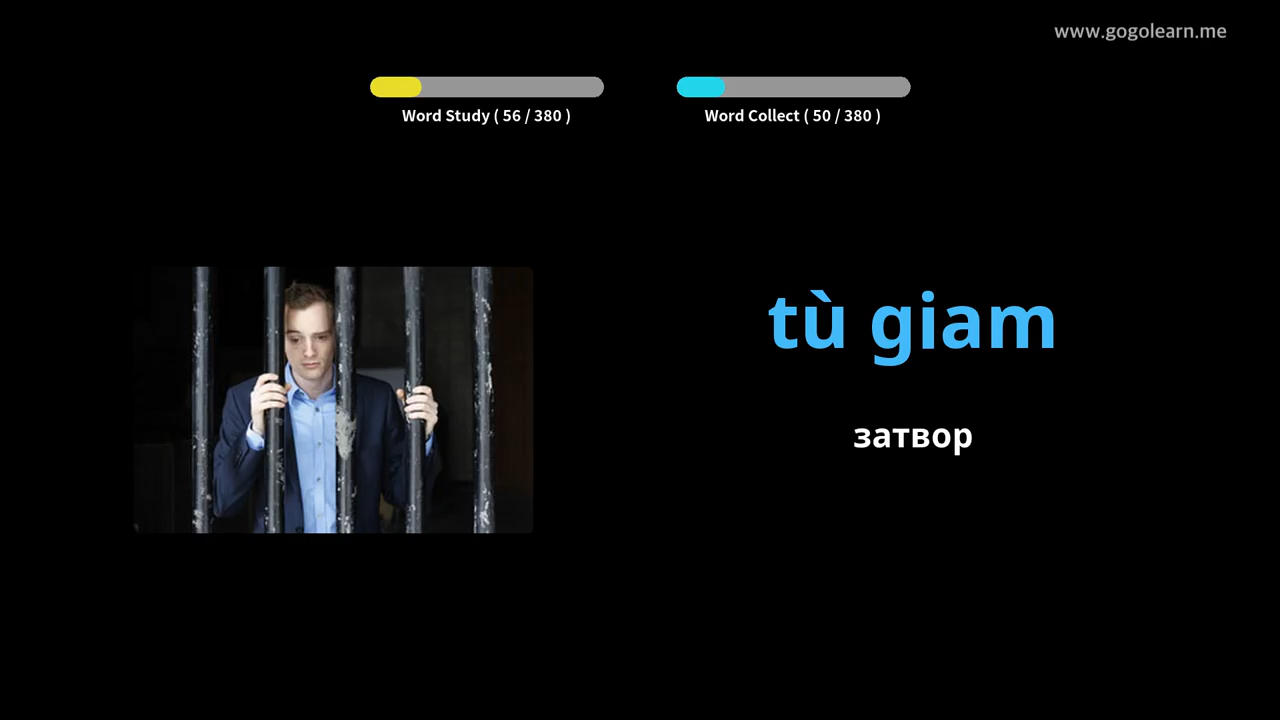 www.gogolearn.me
Word Study ( 56 / 380 )
Word Collect ( 50 / 380 )
tù giam
затвор